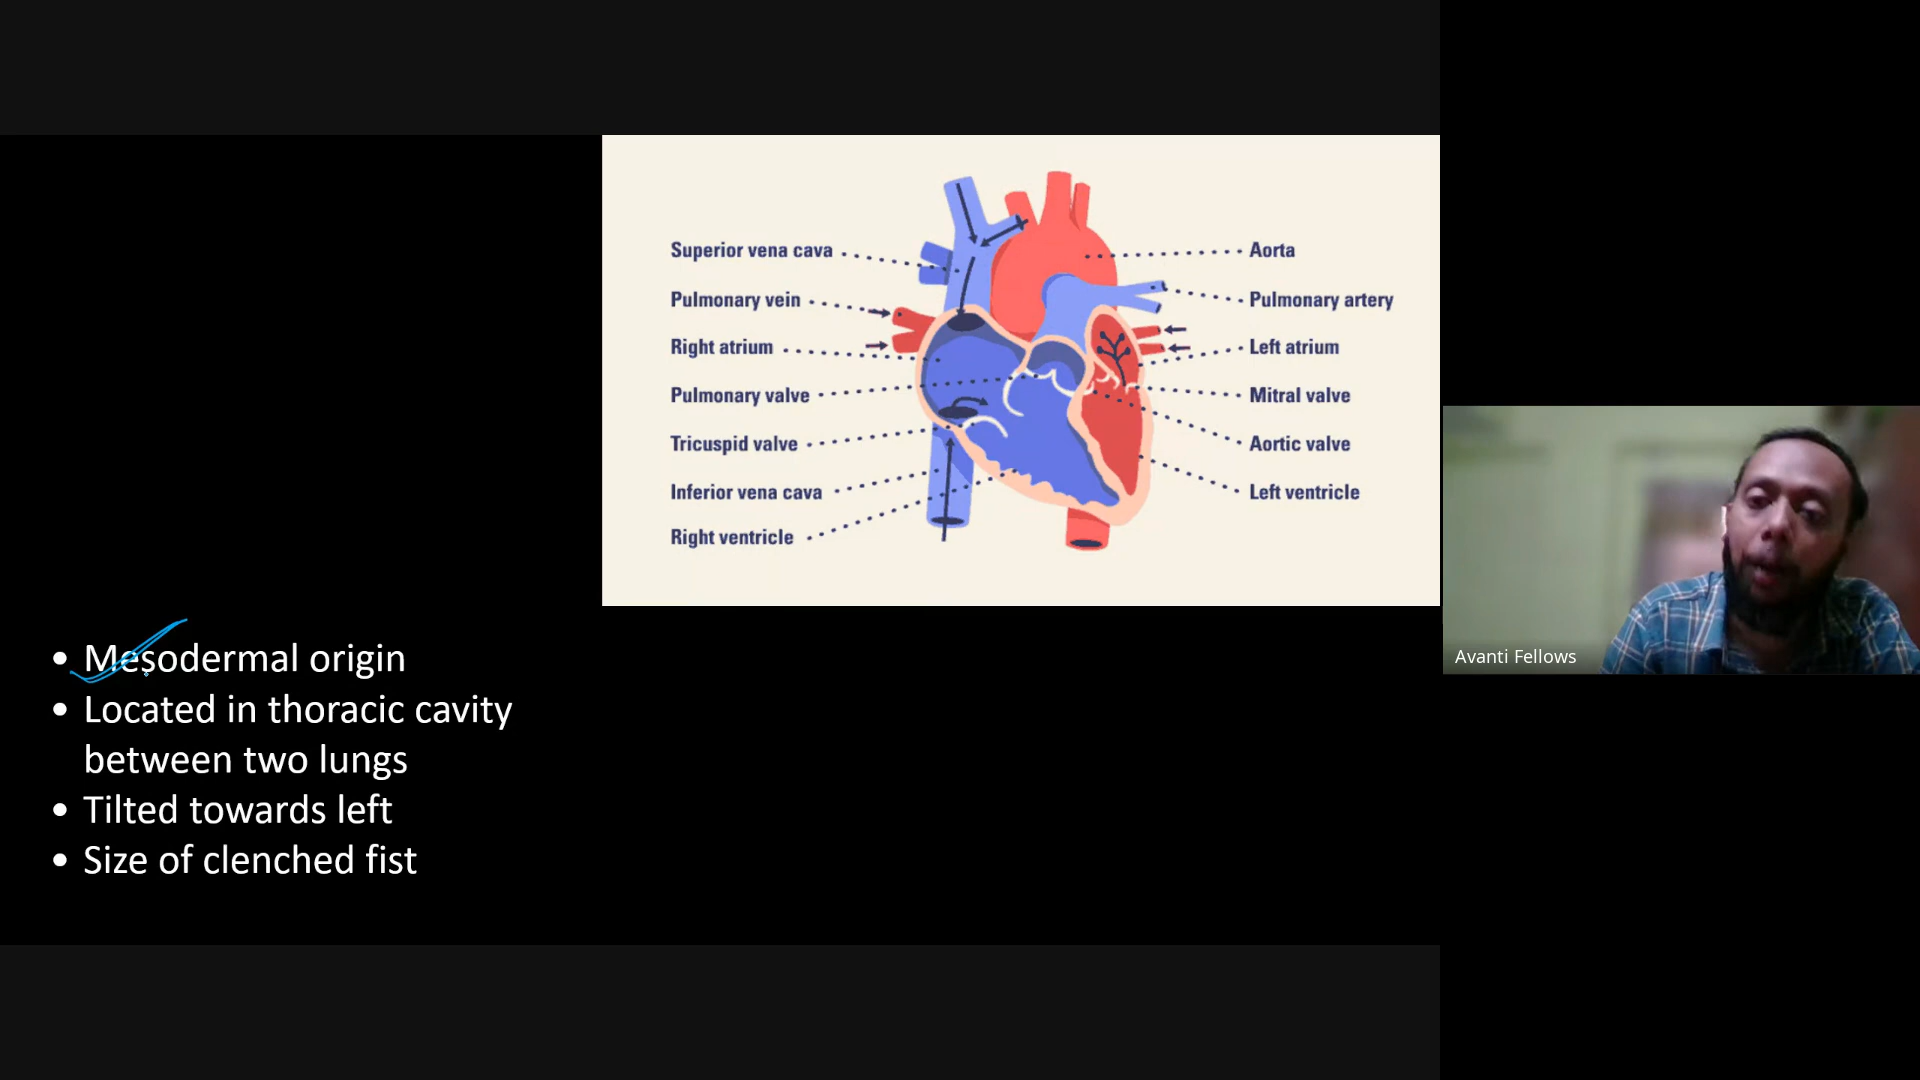 Superior vena cava
Pulmonary vein
Right atrium
Pulmonary valve
Tricuspid valve
Inferior vena cava
Right ventricle
Aorta
Pulmonary artery
Left atrium
Mitral valve
Aortic valve
Left ventricle
• Mesodermal origin
• Located in thoracic cavity
between two lungs
• Tilted towards left
• Size of clenched fist
Avanti Fellows